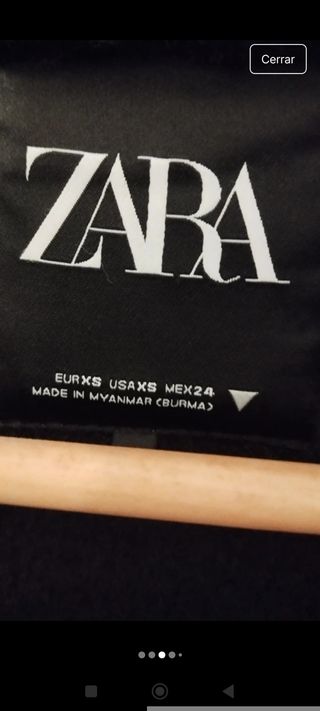 Cerrar
ZARA
EURXS USAXS MEX24
MADE IN MYANMAR (BURMA)